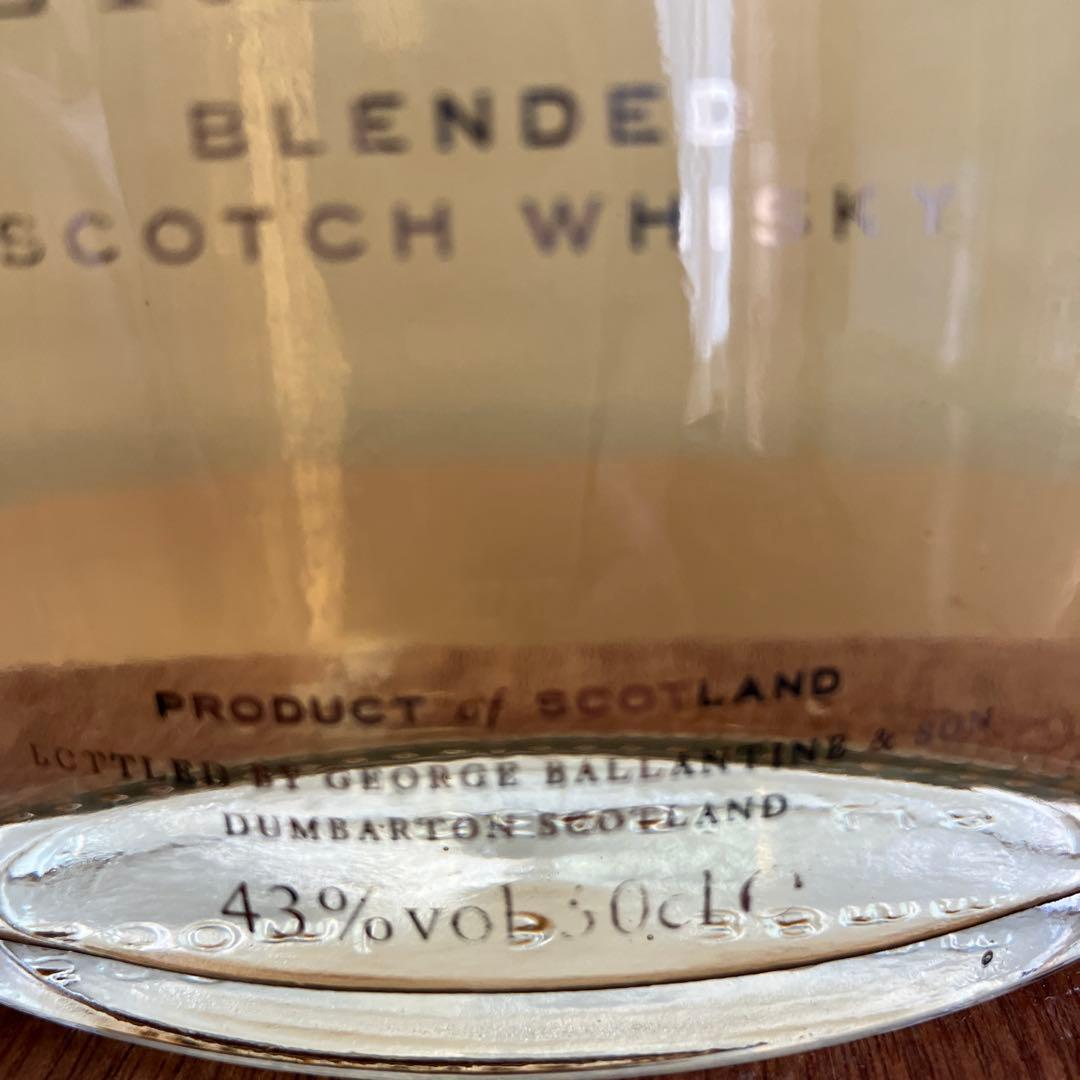 BLENDED
SCOTCH WHISKY
PRODUCT of SCOTLAND
BOTTLED BY GEORGE BALLANTINE & SON
DUMBARTON SCOTLAND
43%vol